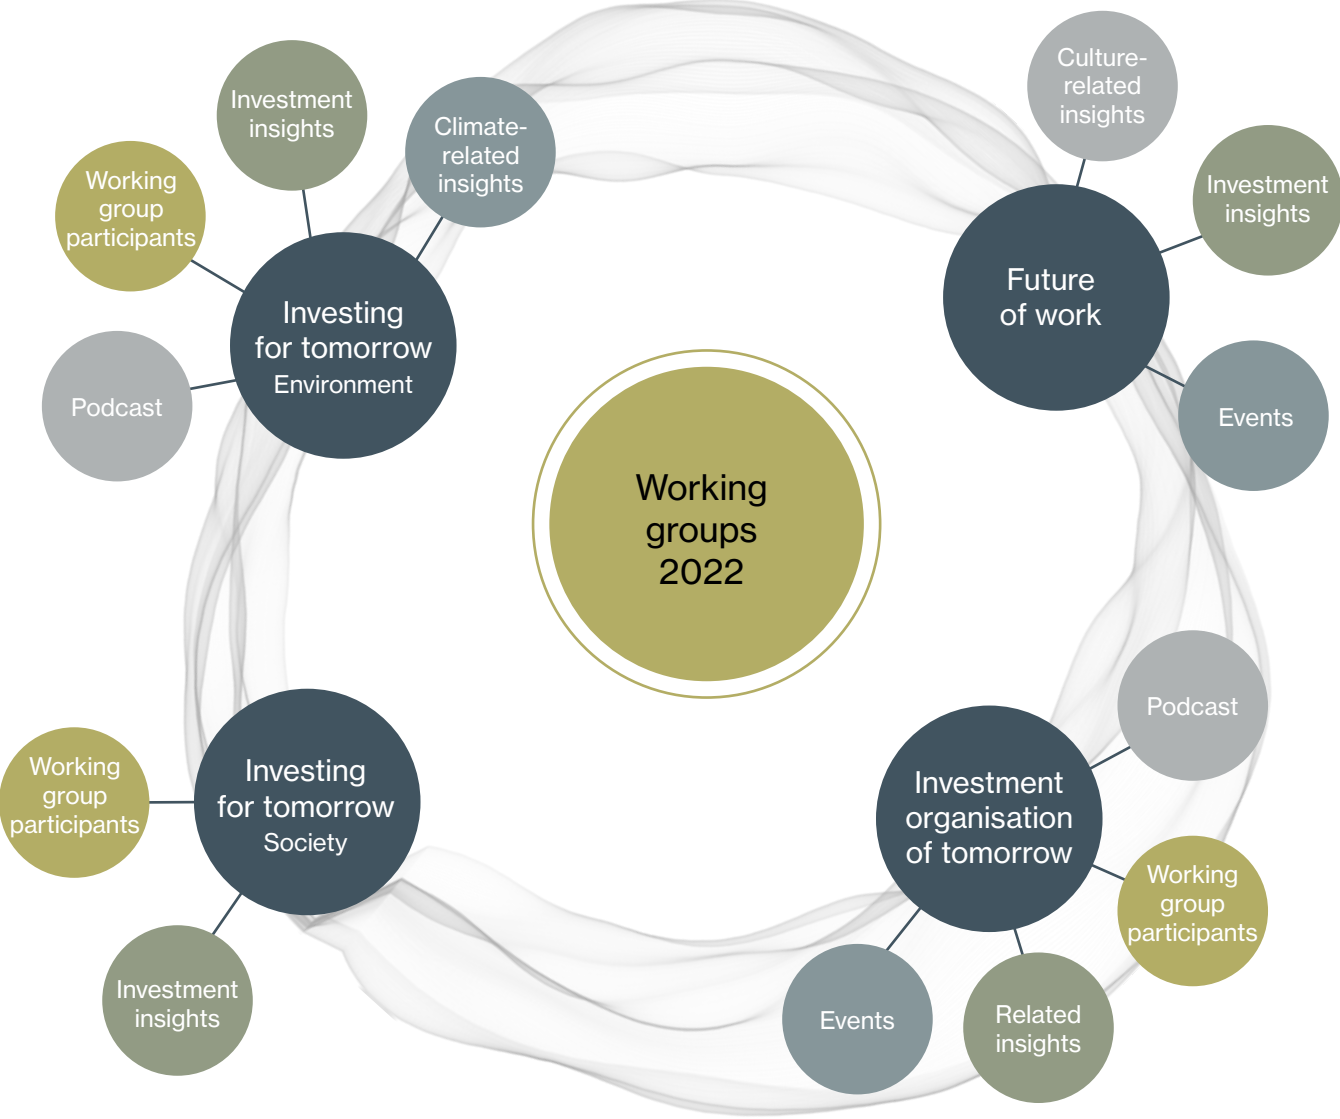 Working
groups
2022
Investing
for tomorrow
Environment
Podcast
Working
group
participants
Investment
insights
Climate-
related
insights
Future
of work
Culture-
related
insights
Investment
insights
Events
Investment
organisation
of tomorrow
Podcast
Working
group
participants
Related
insights
Events
Investing
for tomorrow
Society
Investment
insights
Working
group
participants